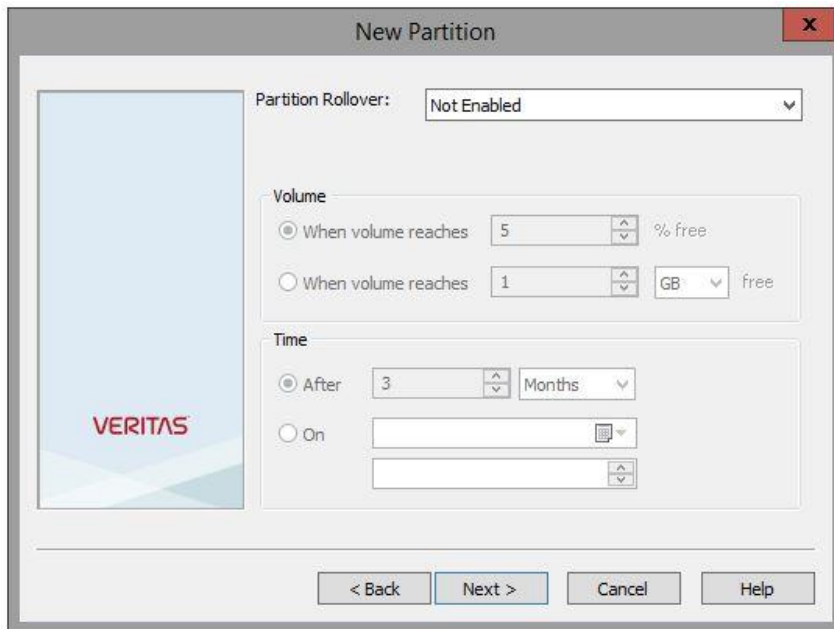 New Partition
x
Partition Rollover: Not Enabled
Volume
When volume reaches 5 % free
When volume reaches 1 GB free
Time
After 3 Months
On
VERITAS
< Back Next > Cancel Help